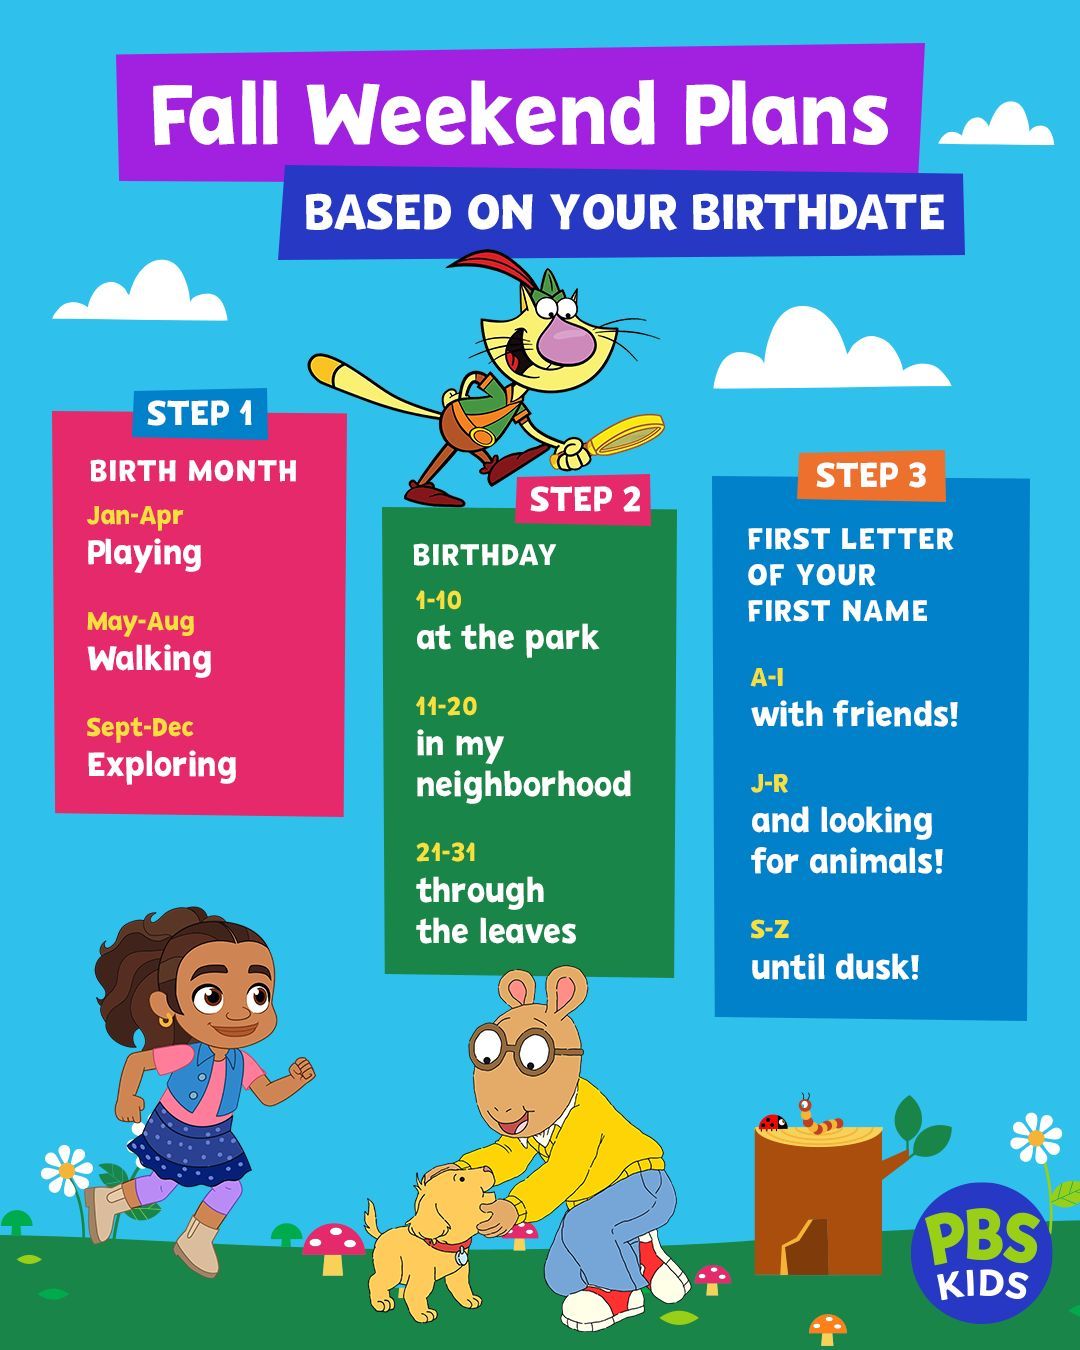 Fall Weekend Plans
BASED ON YOUR BIRTHDATE
STEP 1
BIRTH MONTH
Jan-Apr
Playing
May-Aug
Walking
Sept-Dec
Exploring
STEP 2
BIRTHDAY
1-10
at the park
11-20
in my
neighborhood
21-31
through
the leaves
STEP 3
FIRST LETTER
OF YOUR
FIRST NAME
A-I
with friends!
J-R
and looking
for animals!
S-Z
until dusk!
PBS
KIDS